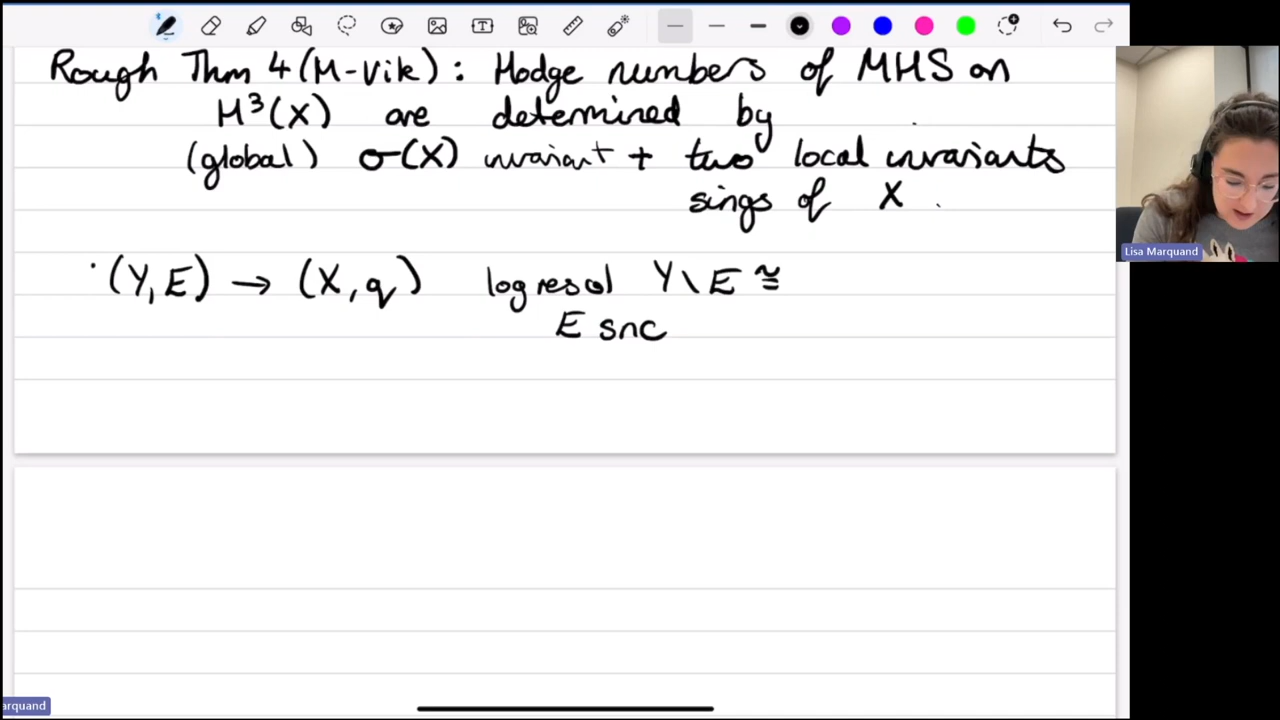 Rough Thm 4 (M-Vik) : Hodge numbers of MHS on
H³(X) are determined by
(global) σ(X) invariant + two local invariants
sings of X .
· (Y, E) → (X, q) log resol Y \ E ≅
E snc
Lisa Marquand
arquand